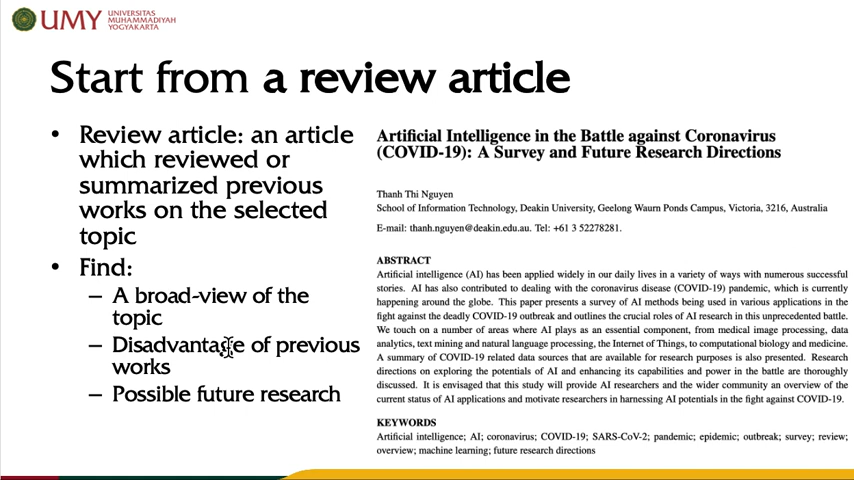 UMY
UNIVERSITAS
MUHAMMADIYAH
YOGYAKARTA
Start from a review article
• Review article: an article
which reviewed or
summarized previous
works on the selected
topic
• Find:
– A broad-view of the
topic
– Disadvantage of previous
works
– Possible future research
Artificial Intelligence in the Battle against Coronavirus
(COVID-19): A Survey and Future Research Directions
Thanh Thi Nguyen
School of Information Technology, Deakin University, Geelong Waurn Ponds Campus, Victoria, 3216, Australia
E-mail: thanh.nguyen@deakin.edu.au. Tel: +61 3 52278281.
ABSTRACT
Artificial intelligence (AI) has been applied widely in our daily lives in a variety of ways with numerous successful
stories. AI has also contributed to dealing with the coronavirus disease (COVID-19) pandemic, which is currently
happening around the globe. This paper presents a survey of AI methods being used in various applications in the
fight against the deadly COVID-19 outbreak and outlines the crucial roles of AI research in this unprecedented battle.
We touch on a number of areas where AI plays as an essential component, from medical image processing, data
analytics, text mining and natural language processing, the Internet of Things, to computational biology and medicine.
A summary of COVID-19 related data sources that are available for research purposes is also presented. Research
directions on exploring the potentials of AI and enhancing its capabilities and power in the battle are thoroughly
discussed. It is envisaged that this study will provide AI researchers and the wider community an overview of the
current status of AI applications and motivate researchers in harnessing AI potentials in the fight against COVID-19.
KEYWORDS
Artificial intelligence; AI; coronavirus; COVID-19; SARS-CoV-2; pandemic; epidemic; outbreak; survey; review;
overview; machine learning; future research directions